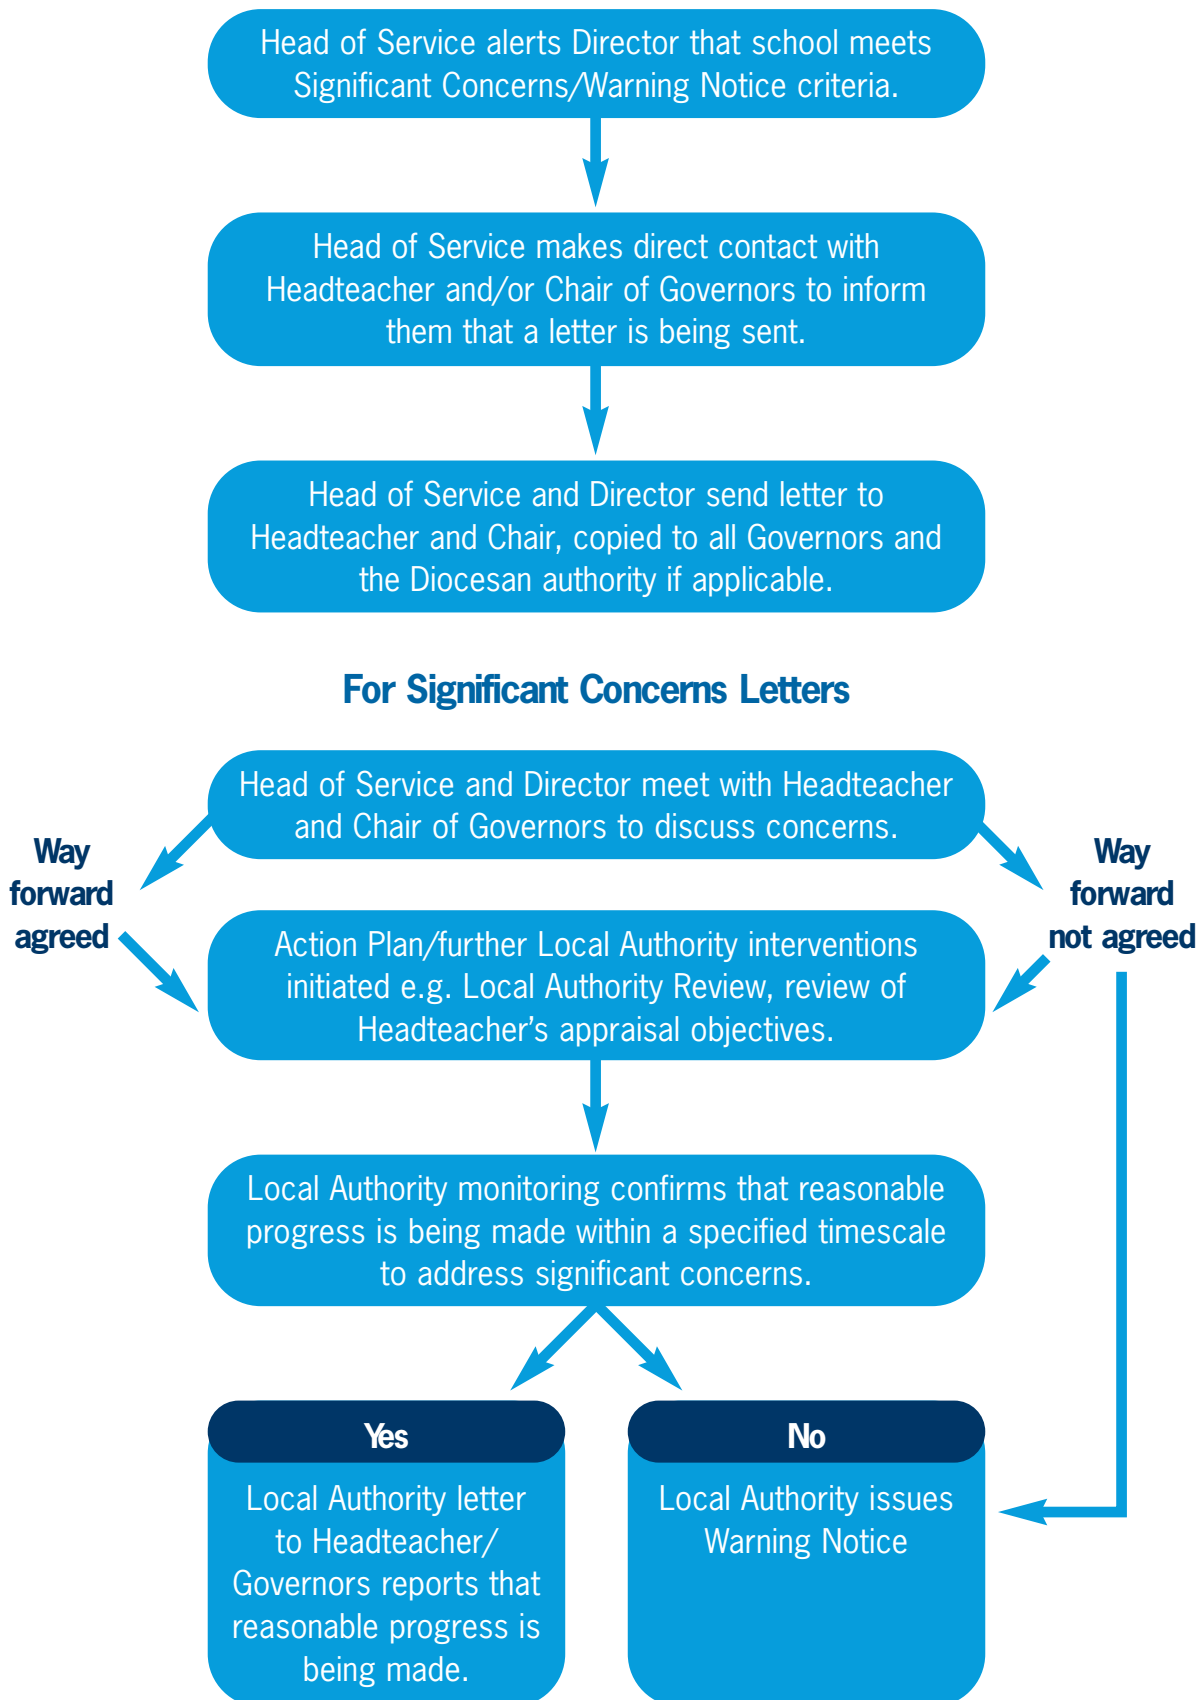 Head of Service alerts Director that school meets
Significant Concerns/Warning Notice criteria.
Head of Service makes direct contact with
Headteacher and/or Chair of Governors to inform
them that a letter is being sent.
Head of Service and Director send letter to
Headteacher and Chair, copied to all Governors and
the Diocesan authority if applicable.
For Significant Concerns Letters
Head of Service and Director meet with Headteacher
and Chair of Governors to discuss concerns.
Way
forward
agreed
Way
forward
not agreed
Action Plan/further Local Authority interventions
initiated e.g. Local Authority Review, review of
Headteacher’s appraisal objectives.
Local Authority monitoring confirms that reasonable
progress is being made within a specified timescale
to address significant concerns.
Yes
Local Authority letter
to Headteacher/
Governors reports that
reasonable progress is
being made.
No
Local Authority issues
Warning Notice